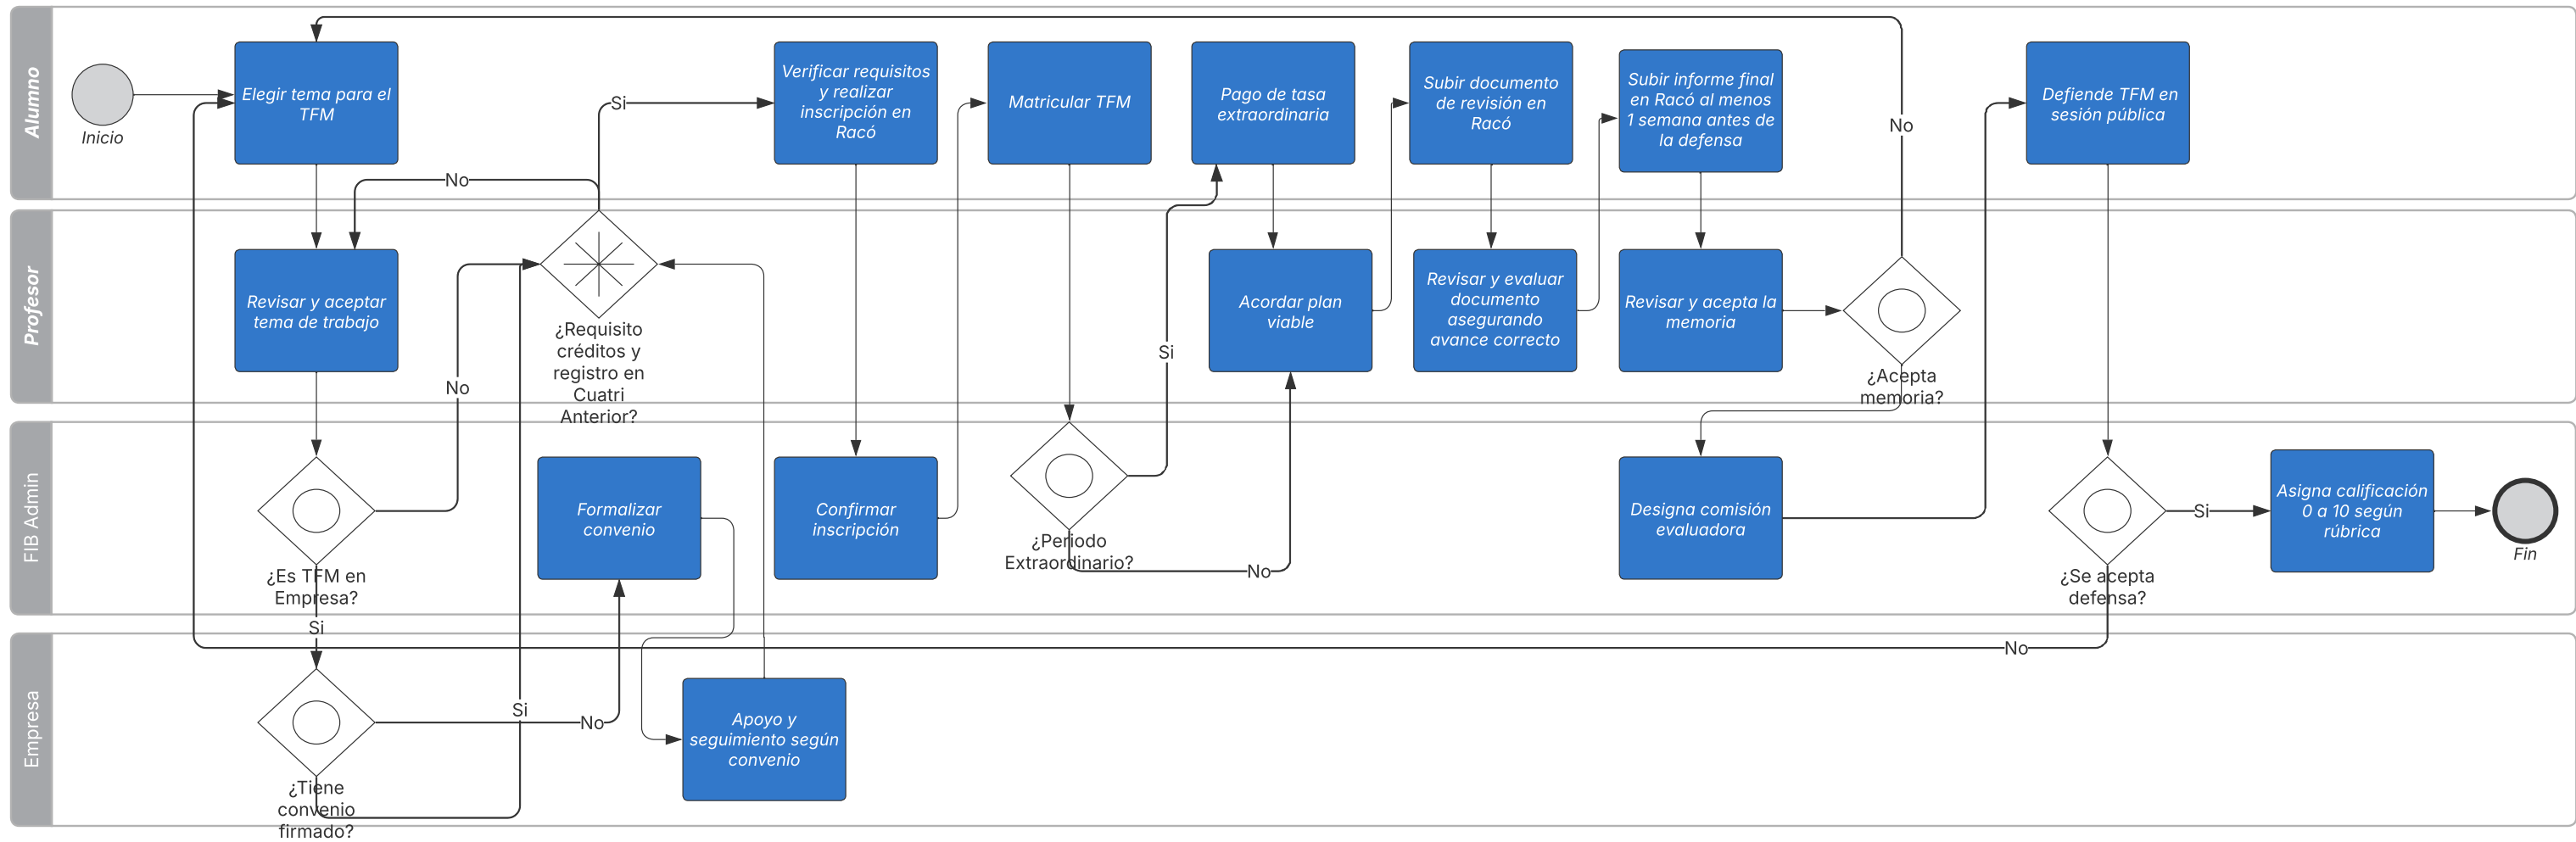 Alumno
Inicio
Elegir tema para el
TFM
No
Si
Verificar requisitos
y realizar
inscripción en
Racó
Matricular TFM
Pago de tasa
extraordinaria
Subir documento
de revisión en
Racó
Subir informe final
en Racó al menos
1 semana antes de
la defensa
No
Defiende TFM en
sesión pública
Profesor
Revisar y aceptar
tema de trabajo
No
¿Requisito
créditos y
registro en
Cuatri
Anterior?
Si
Acordar plan
viable
Revisar y evaluar
documento
asegurando
avance correcto
Revisar y acepta la
memoria
¿Acepta
memoria?
FIB Admin
¿Es TFM en
Empresa?
Si
Formalizar
convenio
Confirmar
inscripción
¿Periodo
Extraordinario?
No
Designa comisión
evaluadora
¿Se acepta
defensa?
Si
Asigna calificación
0 a 10 según
rúbrica
Fin
No
Empresa
¿Tiene
convenio
firmado?
Si
No
Apoyo y
seguimiento según
convenio